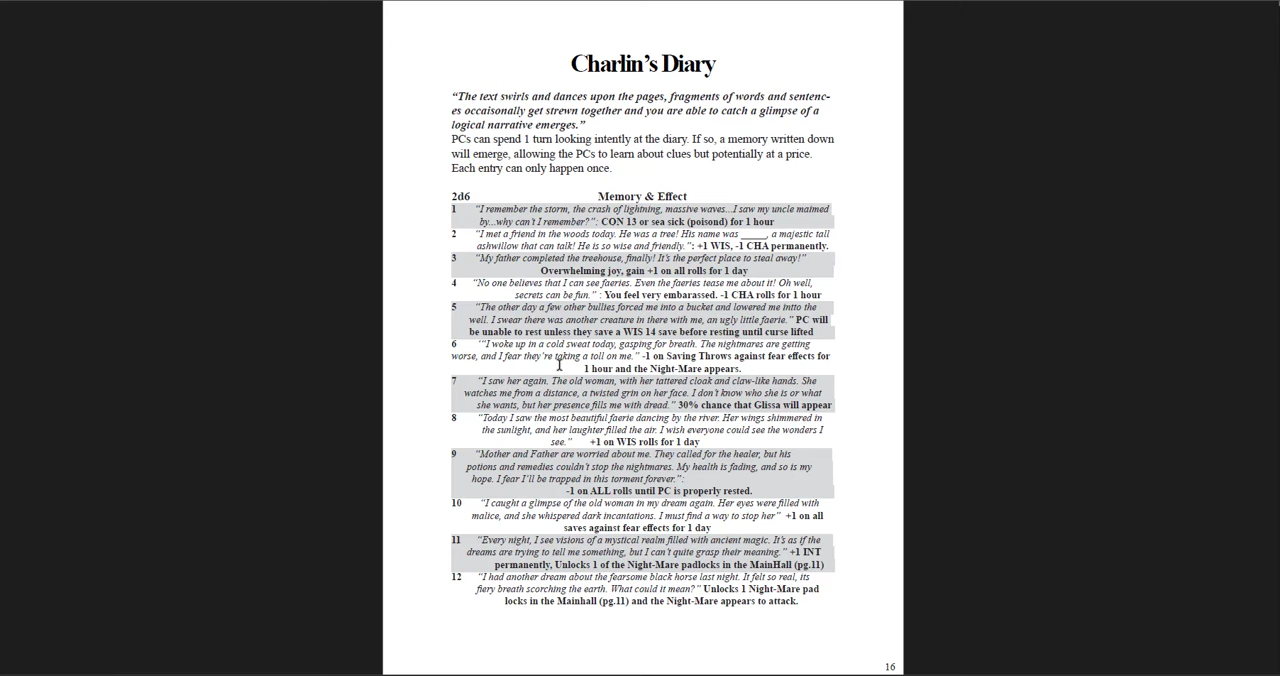 Charlin's Diary
"The text swirls and dances upon the pages, fragments of words and sentenc-
es occaisonally get strewn together and you are able to catch a glimpse of a
logical narrative emerges."
PCs can spend 1 turn looking intently at the diary. If so, a memory written down
will emerge, allowing the PCs to learn about clues but potentially at a price.
Each entry can only happen once.
2d6 Memory & Effect
1 "I remember the storm, the crash of lightning, massive waves...I saw my uncle maimed
by...why can't I remember?": CON 13 or sea sick (poisond) for 1 hour
2 "I met a friend in the woods today. He was a tree! His name was _____, a majestic tall
ashwillow that can talk! He is so wise and friendly.": +1 WIS, -1 CHA permanently.
3 "My father completed the treehouse, finally! It's the perfect place to steal away!"
Overwhelming joy, gain +1 on all rolls for 1 day
4 "No one believes that I can see faeries. Even the faeries tease me about it! Oh well,
secrets can be fun." : You feel very embarassed. -1 CHA rolls for 1 hour
5 "The other day a few other bullies forced me into a bucket and lowered me intto the
well. I swear there was another creature in there with me, an ugly little faerie." PC will
be unable to rest unless they save a WIS 14 save before resting until curse lifted
6 '"I woke up in a cold sweat today, gasping for breath. The nightmares are getting
worse, and I fear they're taking a toll on me." -1 on Saving Throws against fear effects for
1 hour and the Night-Mare appears.
7 "I saw her again. The old woman, with her tattered cloak and claw-like hands. She
watches me from a distance, a twisted grin on her face. I don't know who she is or what
she wants, but her presence fills me with dread." 30% chance that Glissa will appear
8 "Today I saw the most beautiful faerie dancing by the river. Her wings shimmered in
the sunlight, and her laughter filled the air. I wish everyone could see the wonders I
see." +1 on WIS rolls for 1 day
9 "Mother and Father are worried about me. They called for the healer, but his
potions and remedies couldn't stop the nightmares. My health is fading, and so is my
hope. I fear I'll be trapped in this torment forever.":
-1 on ALL rolls until PC is properly rested.
10 "I caught a glimpse of the old woman in my dream again. Her eyes were filled with
malice, and she whispered dark incantations. I must find a way to stop her" +1 on all
saves against fear effects for 1 day
11 "Every night, I see visions of a mystical realm filled with ancient magic. It's as if the
dreams are trying to tell me something, but I can't quite grasp their meaning." +1 INT
permanently, Unlocks 1 of the Night-Mare padlocks in the MainHall (pg.11)
12 "I had another dream about the fearsome black horse last night. It felt so real, its
fiery breath scorching the earth. What could it mean?" Unlocks 1 Night-Mare pad
locks in the Mainhall (pg.11) and the Night-Mare appears to attack.
16